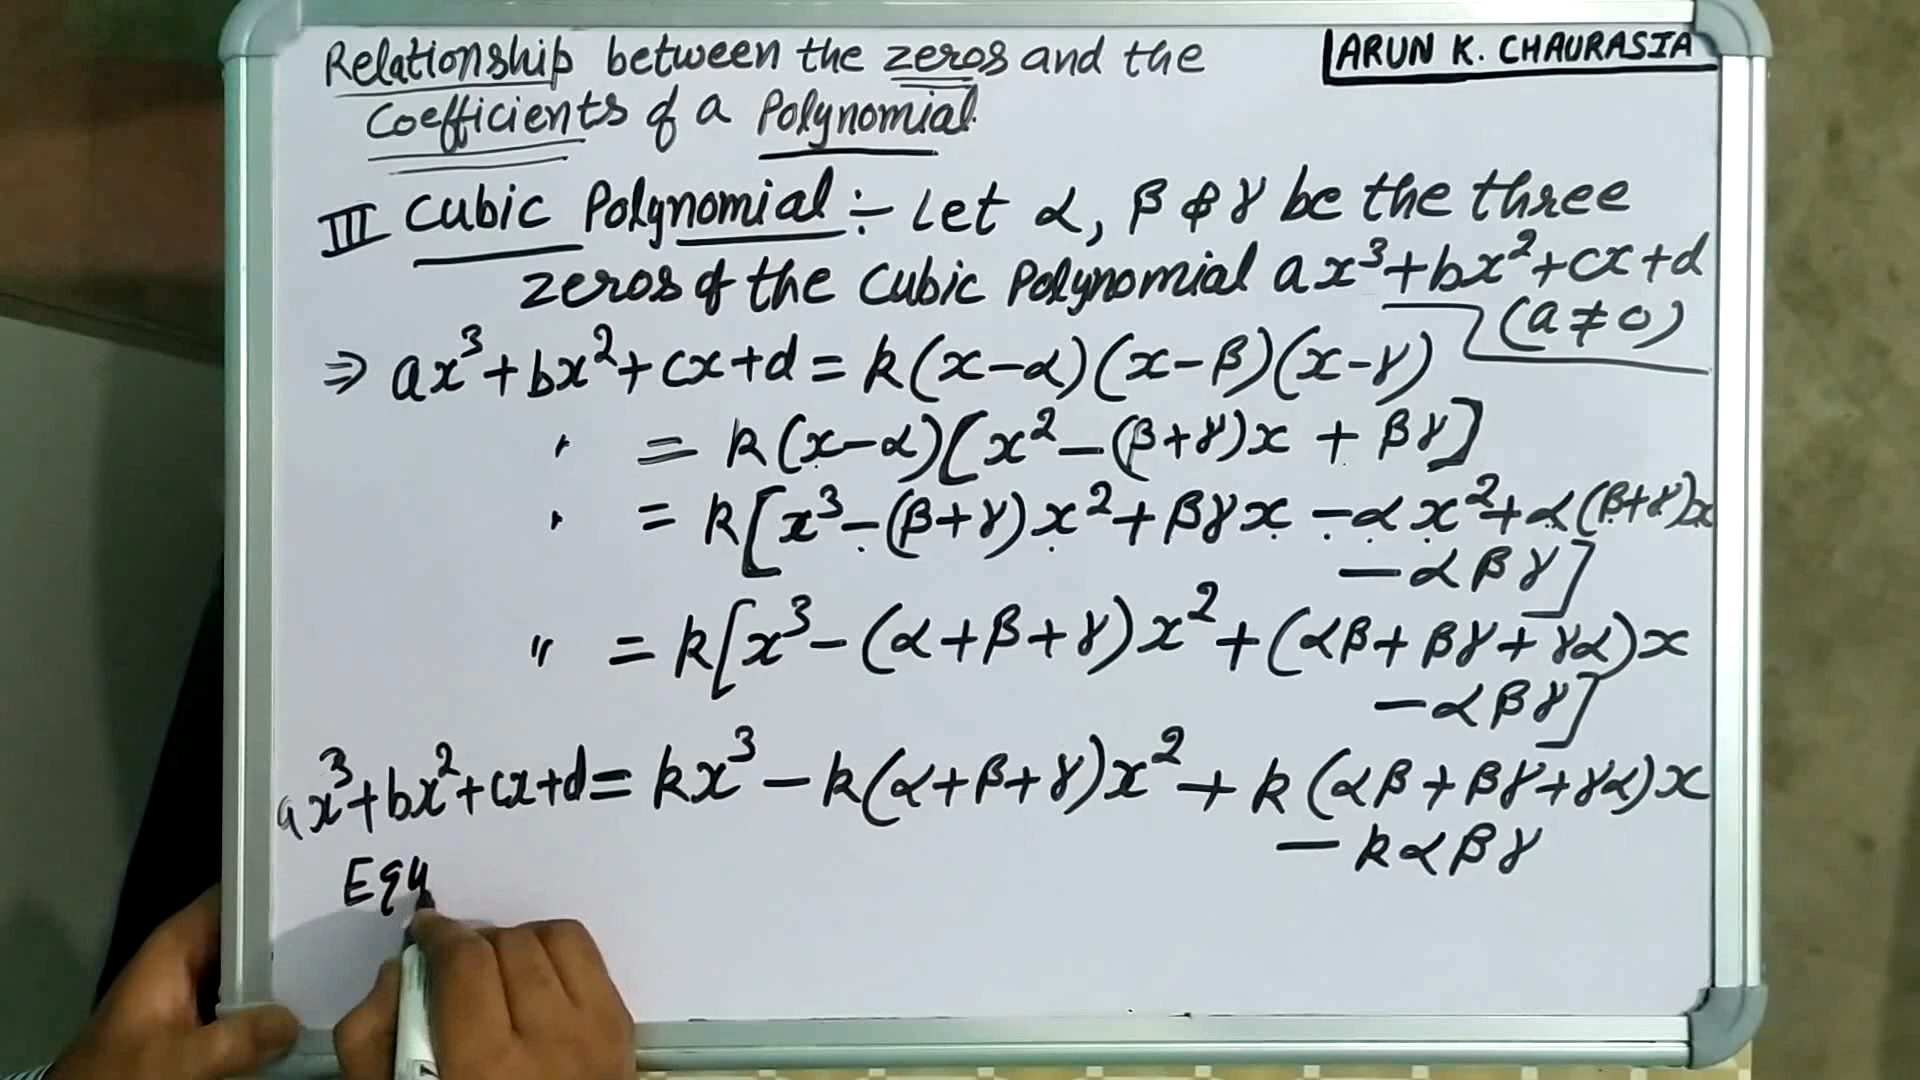 Relationship between the zeros and the
ARUN K. CHAURASIA
Coefficients of a Polynomial.
III Cubic Polynomial :- Let α, β & γ be the three
zeros of the Cubic Polynomial ax³+bx²+cx+d
(a≠0)
⇒ ax³+bx²+cx+d = k(x-α)(x-β)(x-γ)
" = k(x-α)[x²-(β+γ)x + βγ]
" = k[x³-(β+γ)x²+βγx -αx²+α(β+γ)x
-αβγ]
" = k[x³-(α+β+γ)x²+(αβ+βγ+γα)x
-αβγ]
ax³+bx²+cx+d = kx³ - k(α+β+γ)x² + k(αβ+βγ+γα)x
- kαβγ
Equ